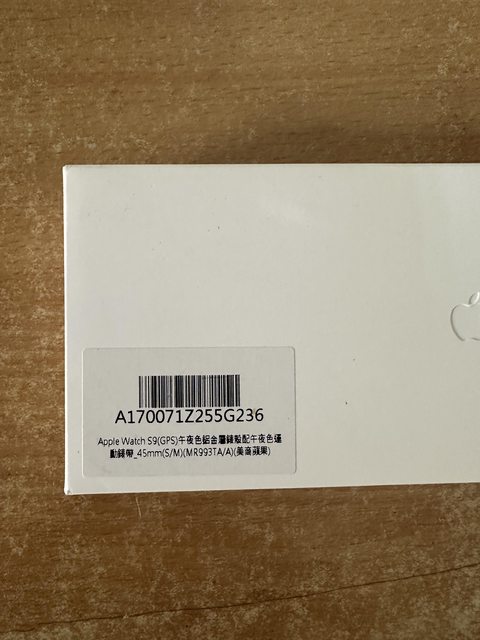 A170071Z255G236
Apple Watch S9(GPS)午夜色鋁金屬錶殼配午夜色運
動錶帶_45mm(S/M)(MR993TA/A)(美商蘋果)